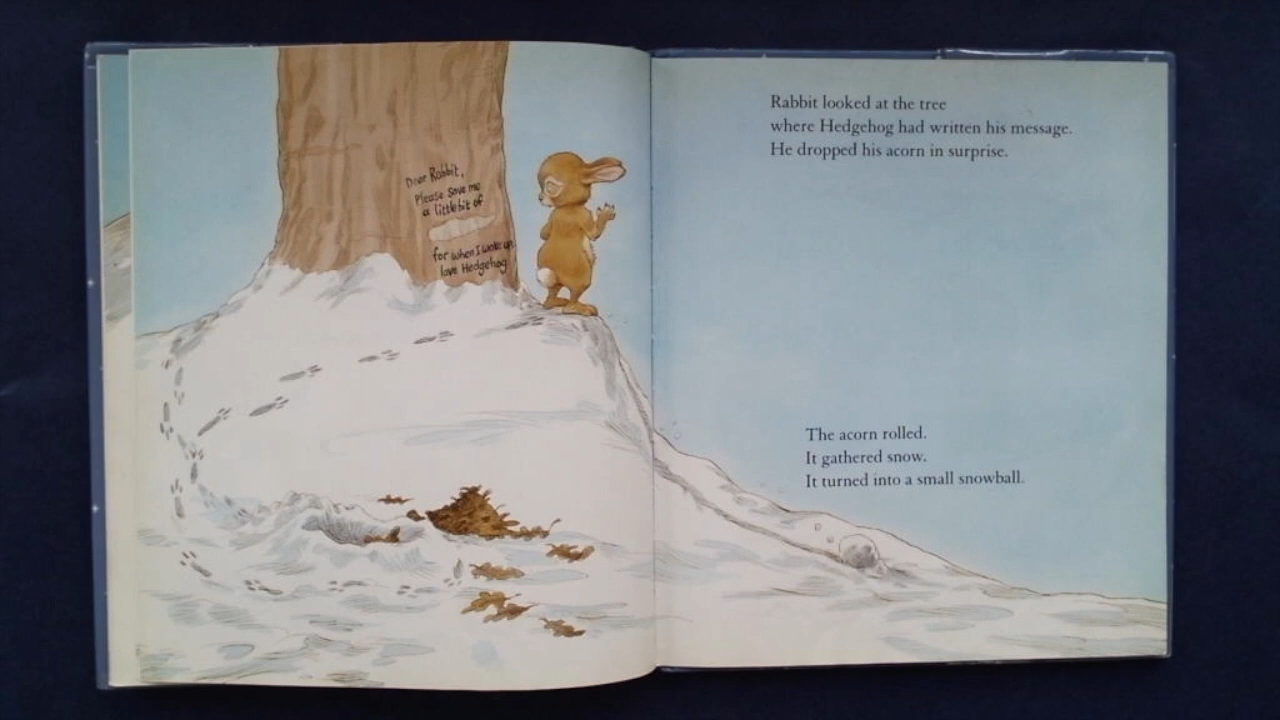 Dear Rabbit,
Please save me
a little bit of
for when I wake up
love Hedgehog
Rabbit looked at the tree
where Hedgehog had written his message.
He dropped his acorn in surprise.
The acorn rolled.
It gathered snow.
It turned into a small snowball.